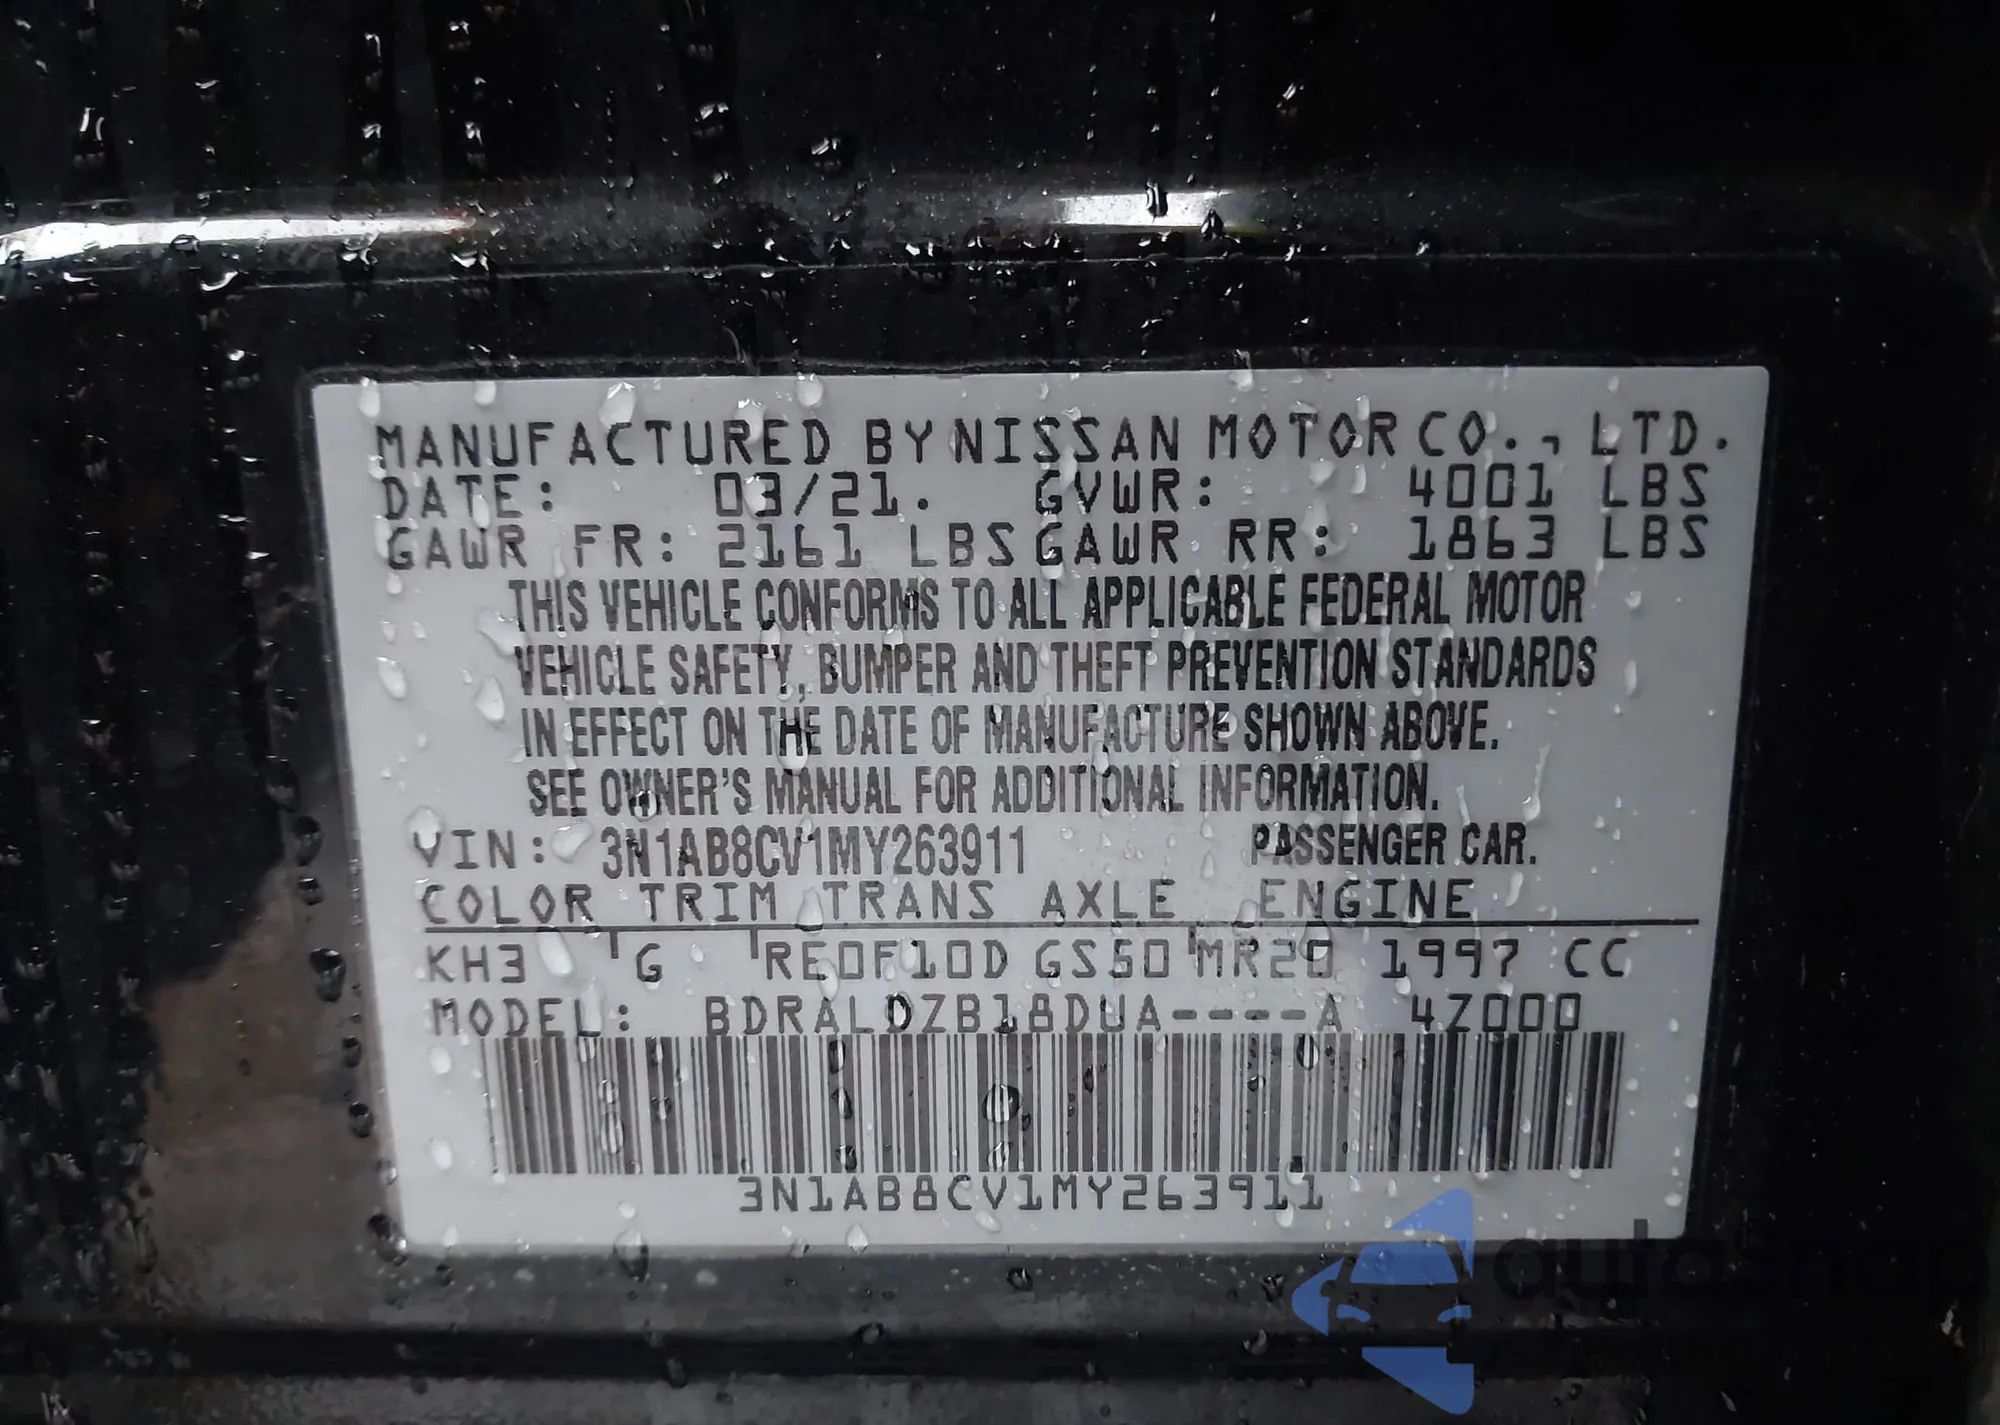 MANUFACTURED BY NISSAN MOTOR CO., LTD.
DATE: 03/21. GVWR: 4001 LBS
GAWR FR: 2161 LBS GAWR RR: 1863 LBS
THIS VEHICLE CONFORMS TO ALL APPLICABLE FEDERAL MOTOR
VEHICLE SAFETY, BUMPER AND THEFT PREVENTION STANDARDS
IN EFFECT ON THE DATE OF MANUFACTURE SHOWN ABOVE.
SEE OWNER'S MANUAL FOR ADDITIONAL INFORMATION.
VIN: 3N1AB8CV1MY263911 PASSENGER CAR.
COLOR TRIM TRANS AXLE ENGINE
KH3 G RE0F10D GS50 MR20 1997 CC
MODEL: BDRALDZB18DUA----A 4Z000
3N1AB8CV1MY263911